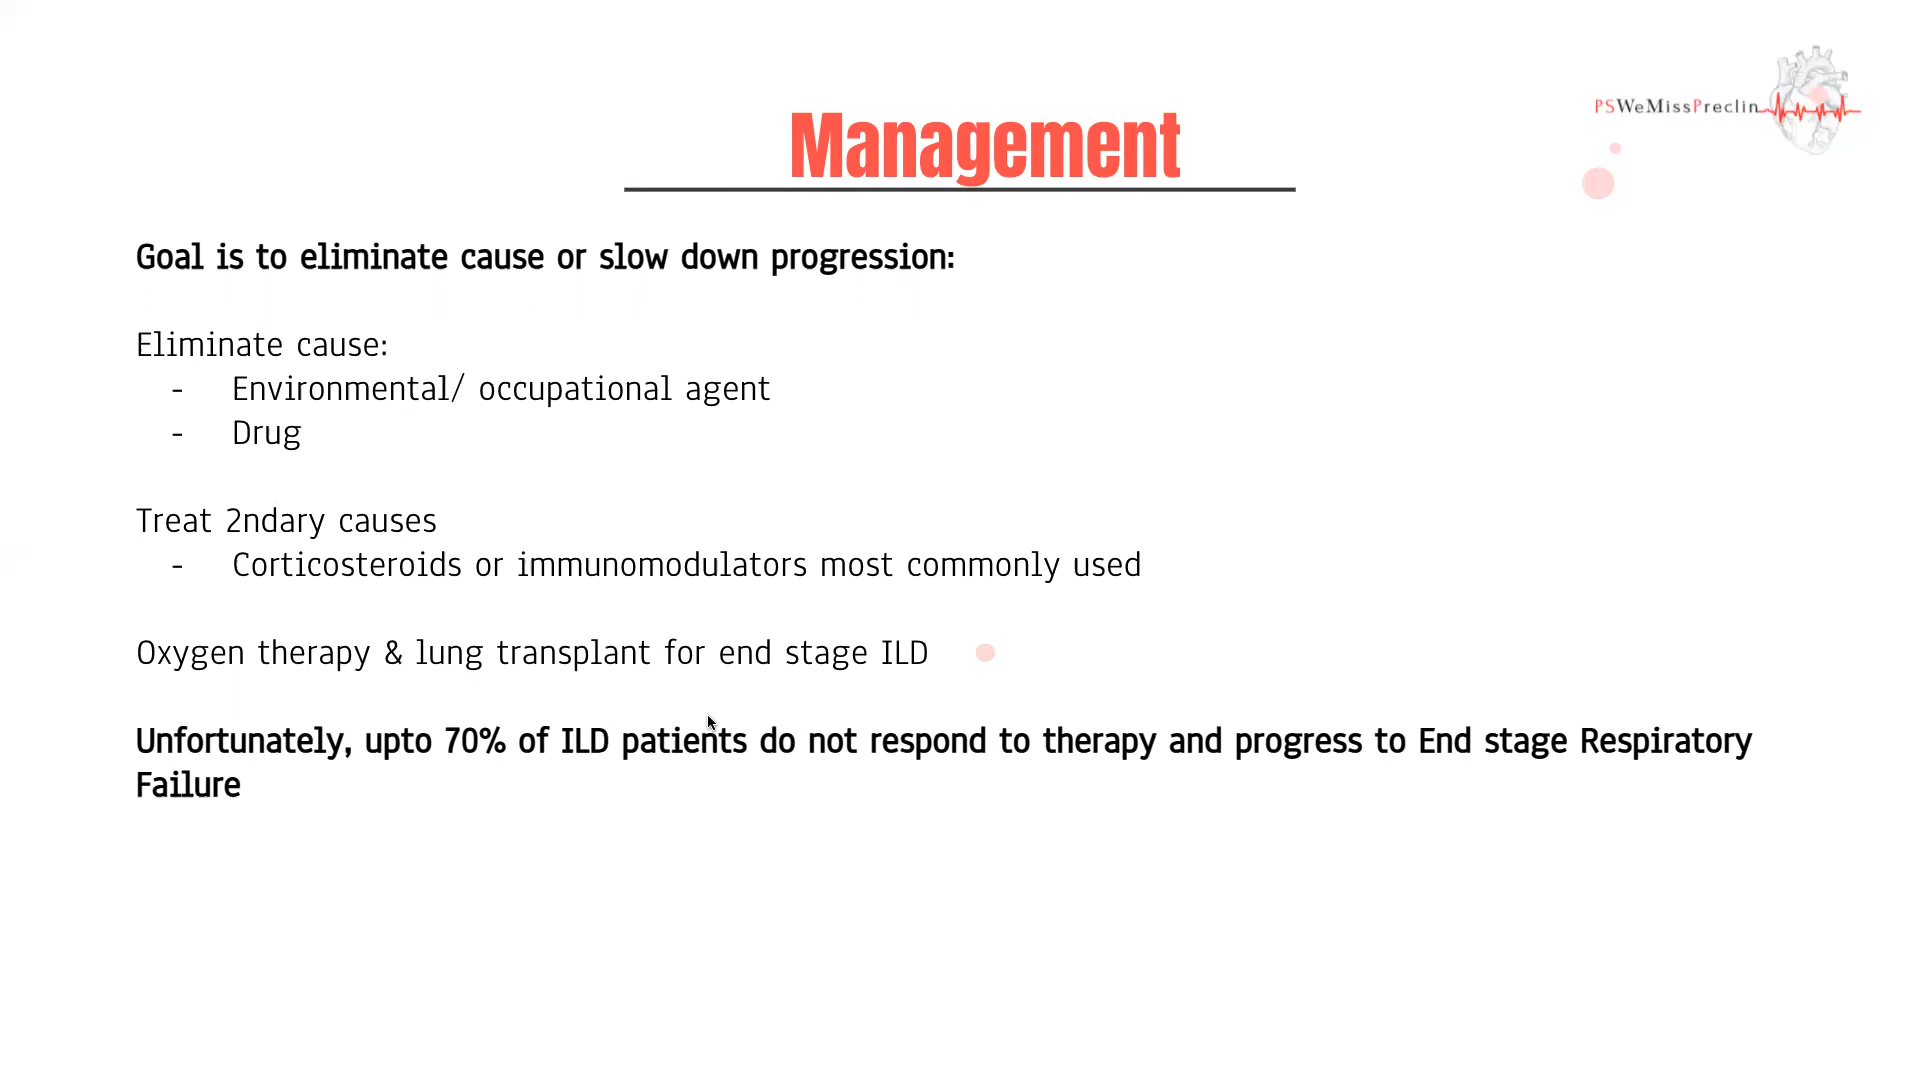 PSWeMissPreclin
Management
Goal is to eliminate cause or slow down progression:
Eliminate cause:
- Environmental/ occupational agent
- Drug
Treat 2ndary causes
- Corticosteroids or immunomodulators most commonly used
Oxygen therapy & lung transplant for end stage ILD
Unfortunately, upto 70% of ILD patients do not respond to therapy and progress to End stage Respiratory
Failure